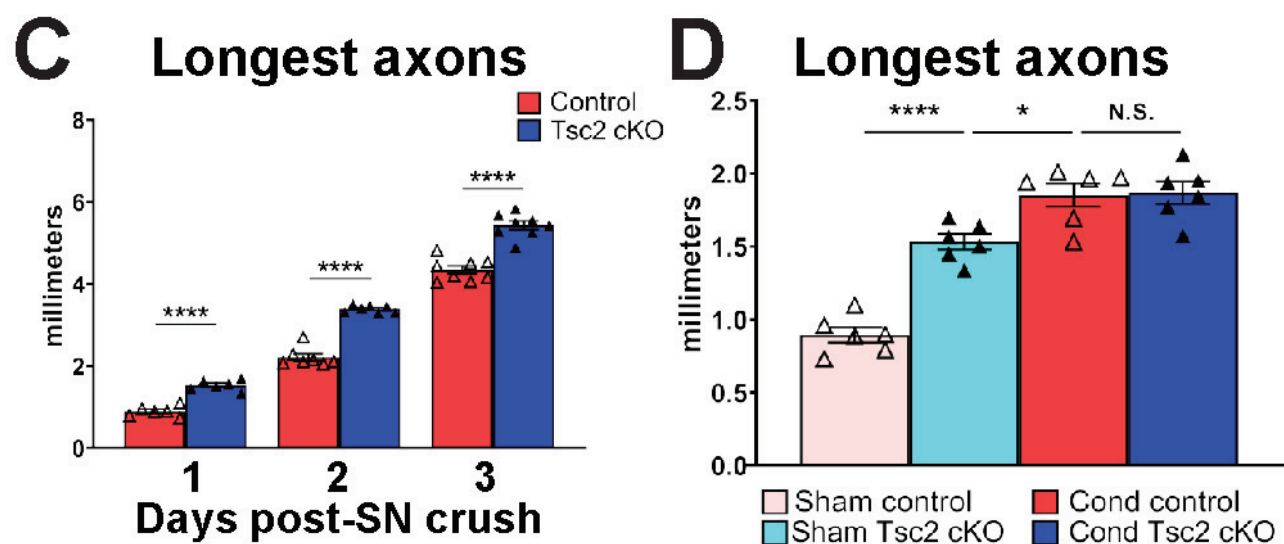 C Longest axons
Control
Tsc2 cKO
8
6
4
2
0
millimeters
****
****
****
1 2 3
Days post-SN crush
D Longest axons
2.5
2.0
1.5
1.0
0.5
0.0
millimeters
**** * N.S.
Sham control Cond control
Sham Tsc2 cKO Cond Tsc2 cKO